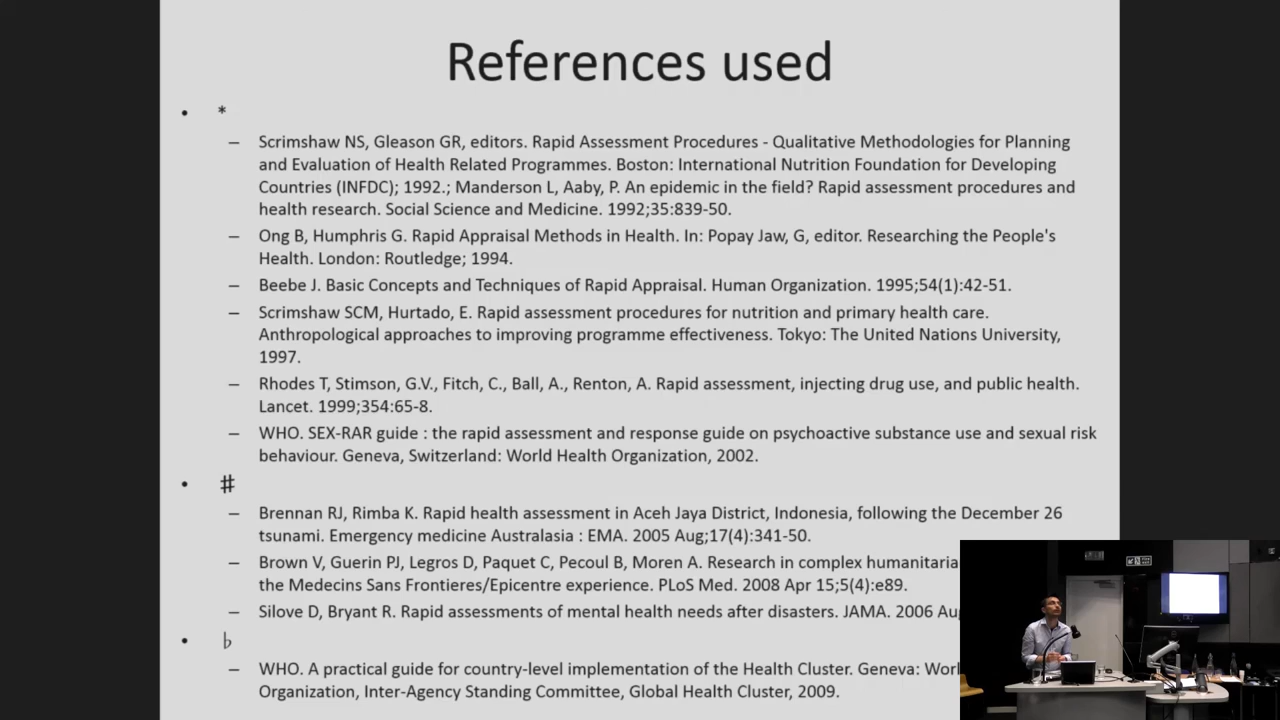 References used
• *
– Scrimshaw NS, Gleason GR, editors. Rapid Assessment Procedures - Qualitative Methodologies for Planning
and Evaluation of Health Related Programmes. Boston: International Nutrition Foundation for Developing
Countries (INFDC); 1992.; Manderson L, Aaby, P. An epidemic in the field? Rapid assessment procedures and
health research. Social Science and Medicine. 1992;35:839-50.
– Ong B, Humphris G. Rapid Appraisal Methods in Health. In: Popay Jaw, G, editor. Researching the People's
Health. London: Routledge; 1994.
– Beebe J. Basic Concepts and Techniques of Rapid Appraisal. Human Organization. 1995;54(1):42-51.
– Scrimshaw SCM, Hurtado, E. Rapid assessment procedures for nutrition and primary health care.
Anthropological approaches to improving programme effectiveness. Tokyo: The United Nations University,
1997.
– Rhodes T, Stimson, G.V., Fitch, C., Ball, A., Renton, A. Rapid assessment, injecting drug use, and public health.
Lancet. 1999;354:65-8.
– WHO. SEX-RAR guide : the rapid assessment and response guide on psychoactive substance use and sexual risk
behaviour. Geneva, Switzerland: World Health Organization, 2002.
• ♯
– Brennan RJ, Rimba K. Rapid health assessment in Aceh Jaya District, Indonesia, following the December 26
tsunami. Emergency medicine Australasia : EMA. 2005 Aug;17(4):341-50.
– Brown V, Guerin PJ, Legros D, Paquet C, Pecoul B, Moren A. Research in complex humanitaria
the Medecins Sans Frontieres/Epicentre experience. PLoS Med. 2008 Apr 15;5(4):e89.
– Silove D, Bryant R. Rapid assessments of mental health needs after disasters. JAMA. 2006 Au
• ♭
– WHO. A practical guide for country-level implementation of the Health Cluster. Geneva: Worl
Organization, Inter-Agency Standing Committee, Global Health Cluster, 2009.